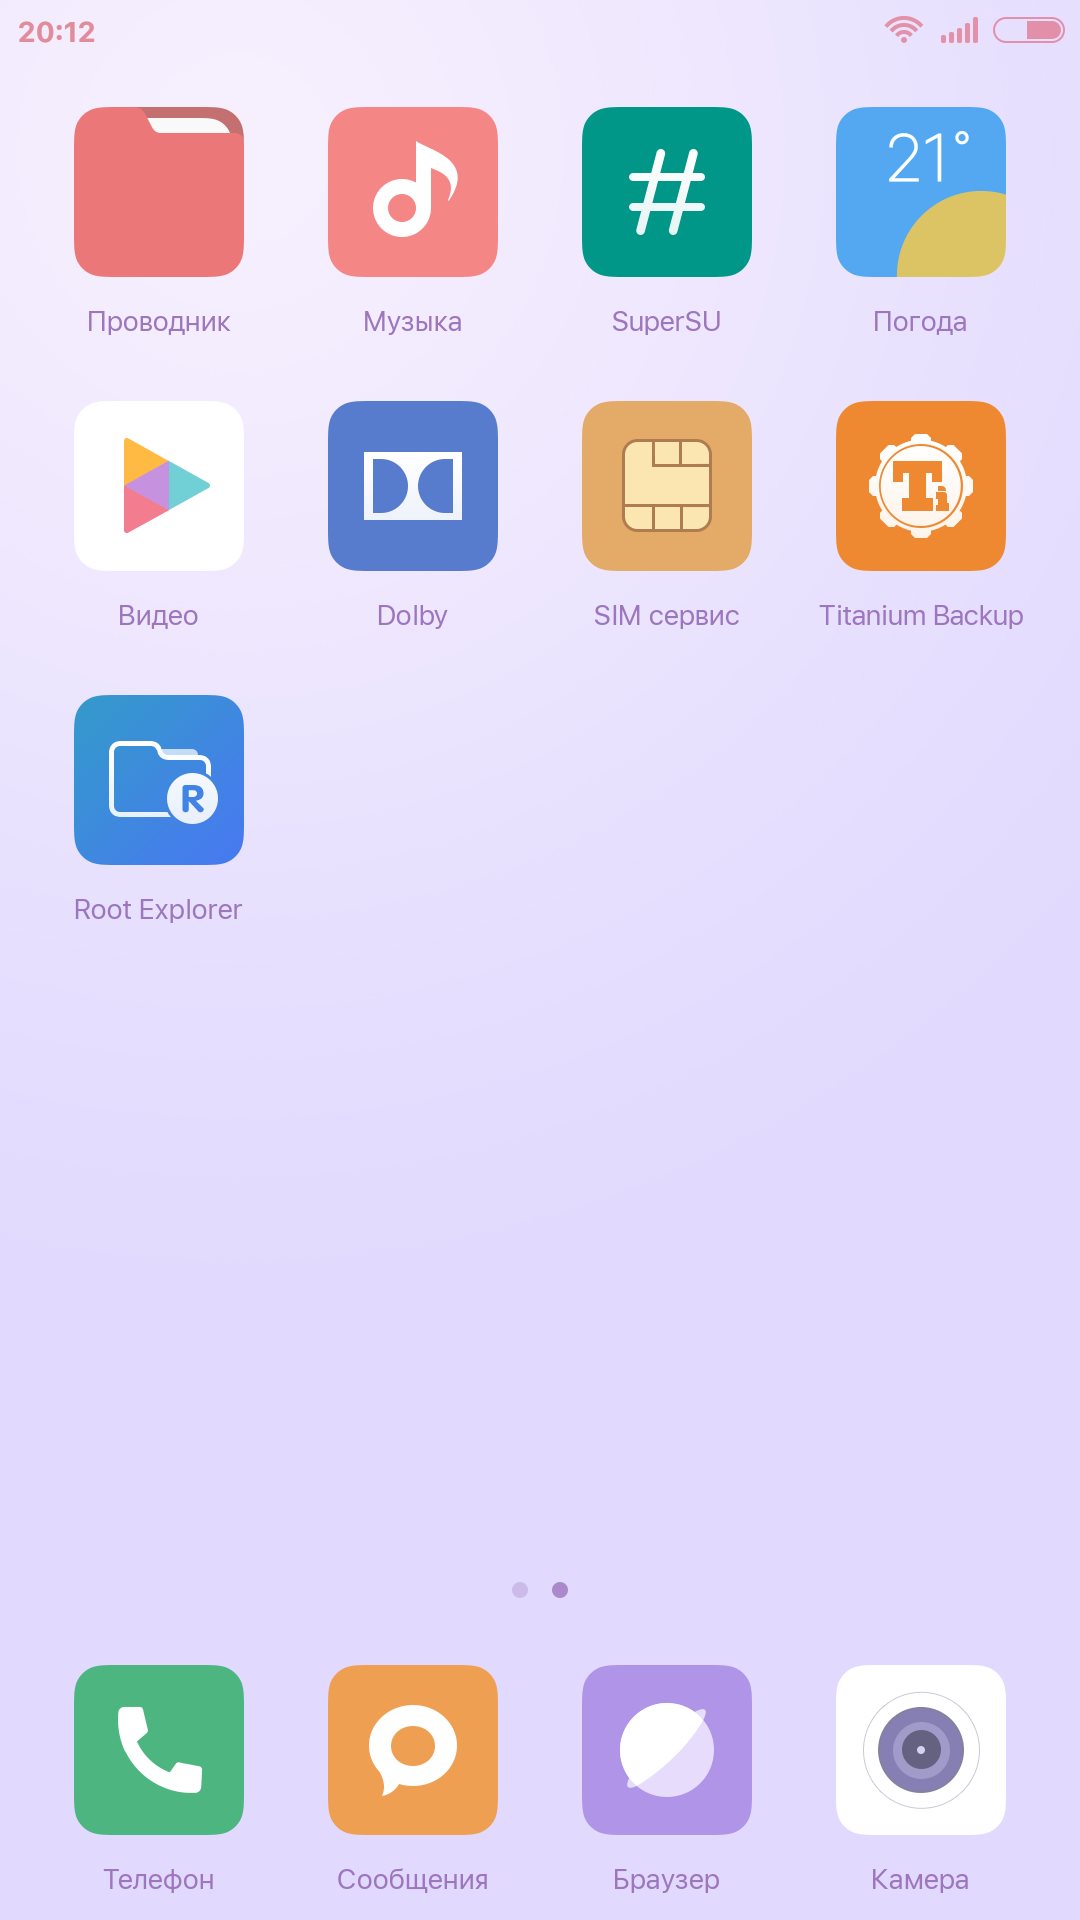 20:12
21°
Проводник
Музыка
SuperSU
Погода
Видео
Dolby
SIM сервис
Titanium Backup
R
Root Explorer
Телефон
Сообщения
Браузер
Камера